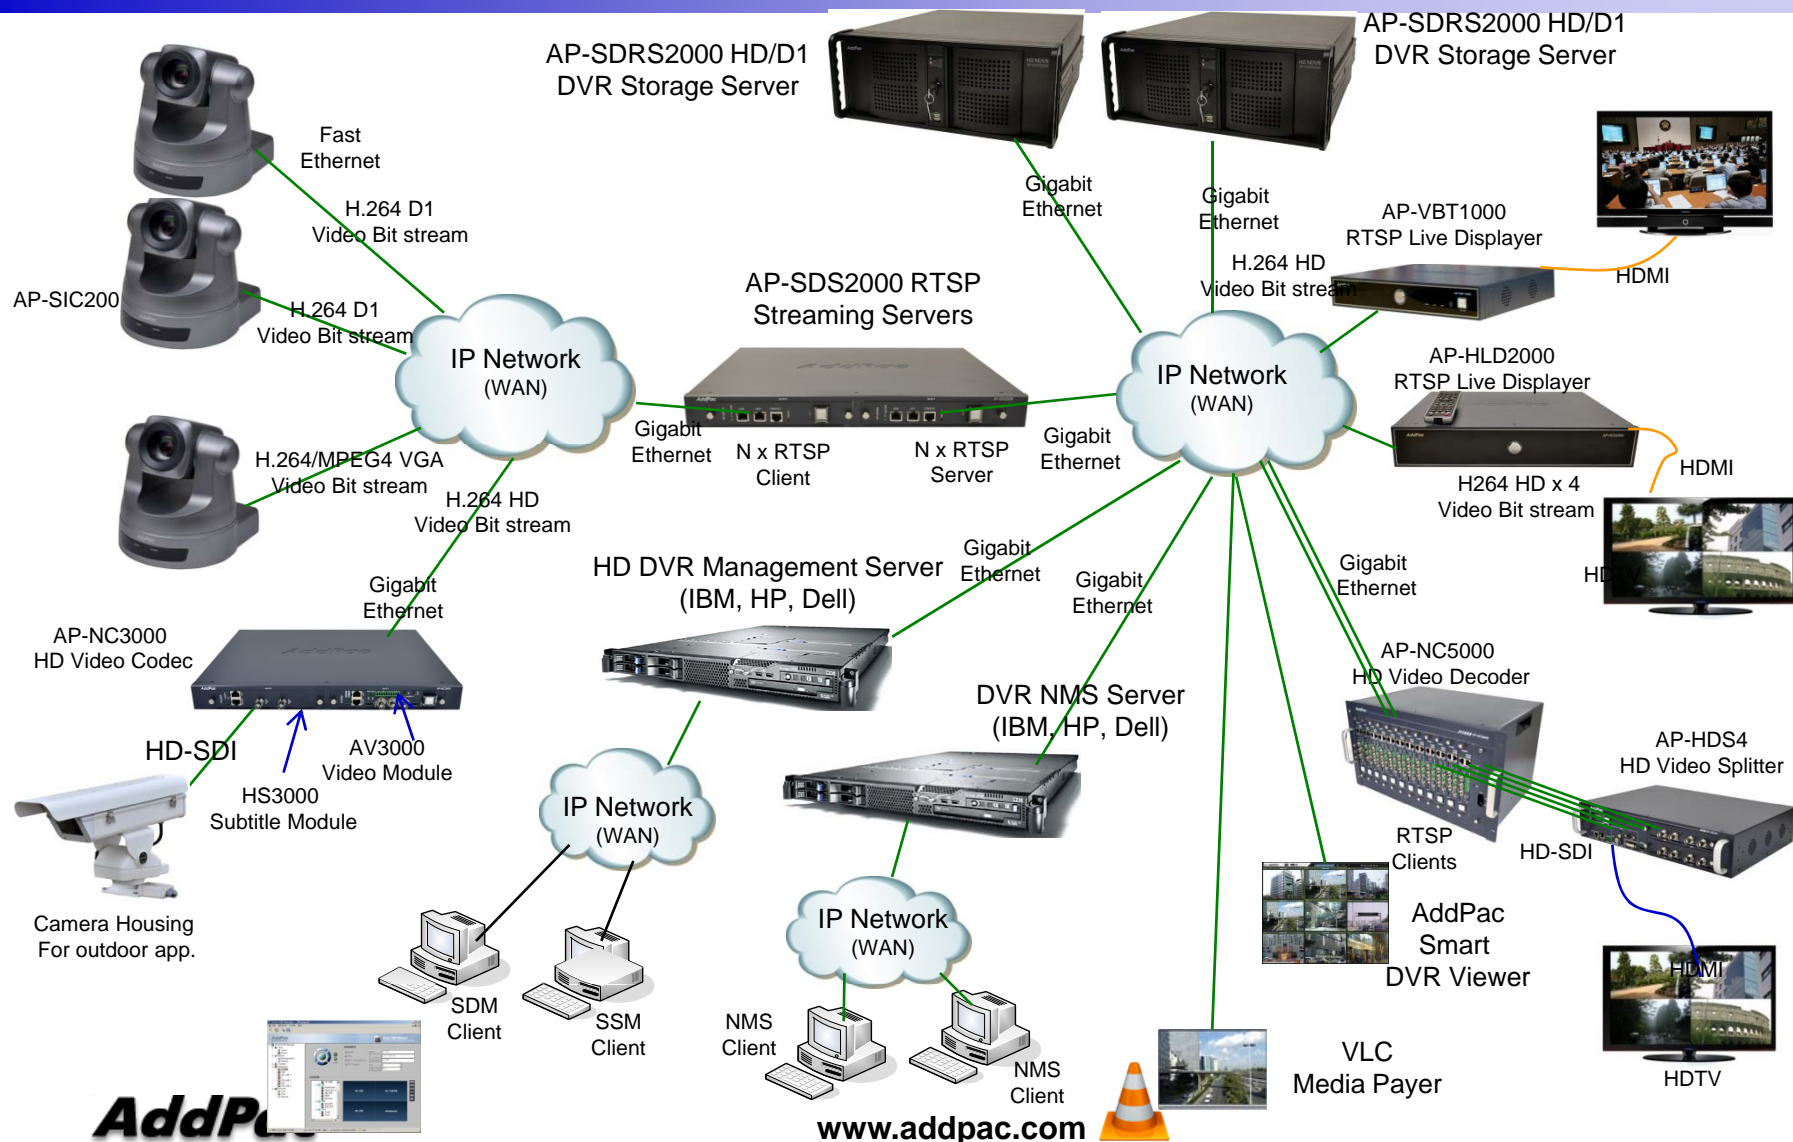 AP-SDRS2000 HD/D1
DVR Storage Server
AP-SDRS2000 HD/D1
DVR Storage Server
Fast
Ethernet
H.264 D1
Video Bit stream
AP-SIC200
H.264 D1
Video Bit stream
H.264/MPEG4 VGA
Video Bit stream
IP Network
(WAN)
H.264 HD
Video Bit stream
Gigabit
Ethernet
AP-SDS2000 RTSP
Streaming Servers
AddPac
AddPac
Gigabit
Ethernet
N x RTSP
Client
N x RTSP
Server
Gigabit
Ethernet
Gigabit
Ethernet
Gigabit
Ethernet
IP Network
(WAN)
H.264 HD
Video Bit stream
AP-VBT1000
RTSP Live Displayer
HDMI
AP-HLD2000
RTSP Live Displayer
AddPac
H264 HD x 4
Video Bit stream
HDMI
HDTV
AP-NC3000
HD Video Codec
AddPac
AddPac
HD-SDI
HS3000
Subtitle Module
AV3000
Video Module
Camera Housing
For outdoor app.
HD DVR Management Server
(IBM, HP, Dell)
Gigabit
Ethernet
Gigabit
Ethernet
DVR NMS Server
(IBM, HP, Dell)
IP Network
(WAN)
SDM
Client
SSM
Client
IP Network
(WAN)
NMS
Client
NMS
Client
Gigabit
Ethernet
AP-NC5000
HD Video Decoder
AP-HDS4
HD Video Splitter
RTSP
Clients
HD-SDI
AddPac
Smart
DVR Viewer
HDMI
HDTV
VLC
Media Payer
AddPac
www.addpac.com